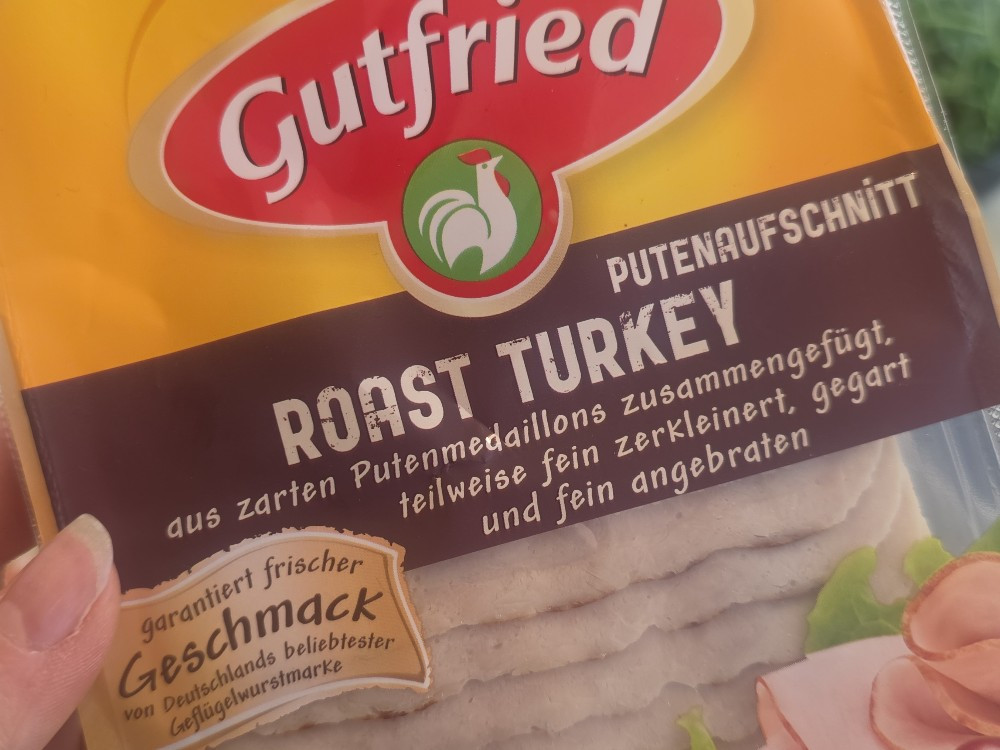 Gutfried
PUTENAUFSCHNITT
ROAST TURKEY
aus zarten Putenmedaillons zusammengefügt,
teilweise fein zerkleinert, gegart
und fein angebraten
garantiert frischer
Geschmack
von Deutschlands beliebtester
Geflügelwurstmarke